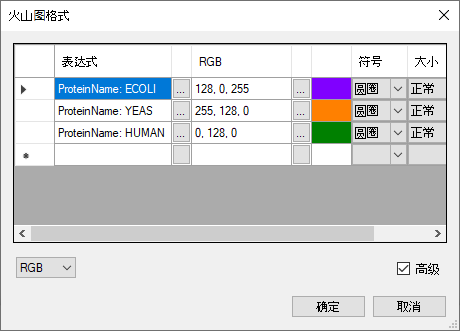 火山图格式
表达式 RGB 符号 大小
ProteinName: ECOLI ... 128, 0, 255 ... 圆圈 正常
ProteinName: YEAS ... 255, 128, 0 ... 圆圈 正常
ProteinName: HUMAN ... 0, 128, 0 ... 圆圈 正常
... ...
RGB 高级
确定 取消